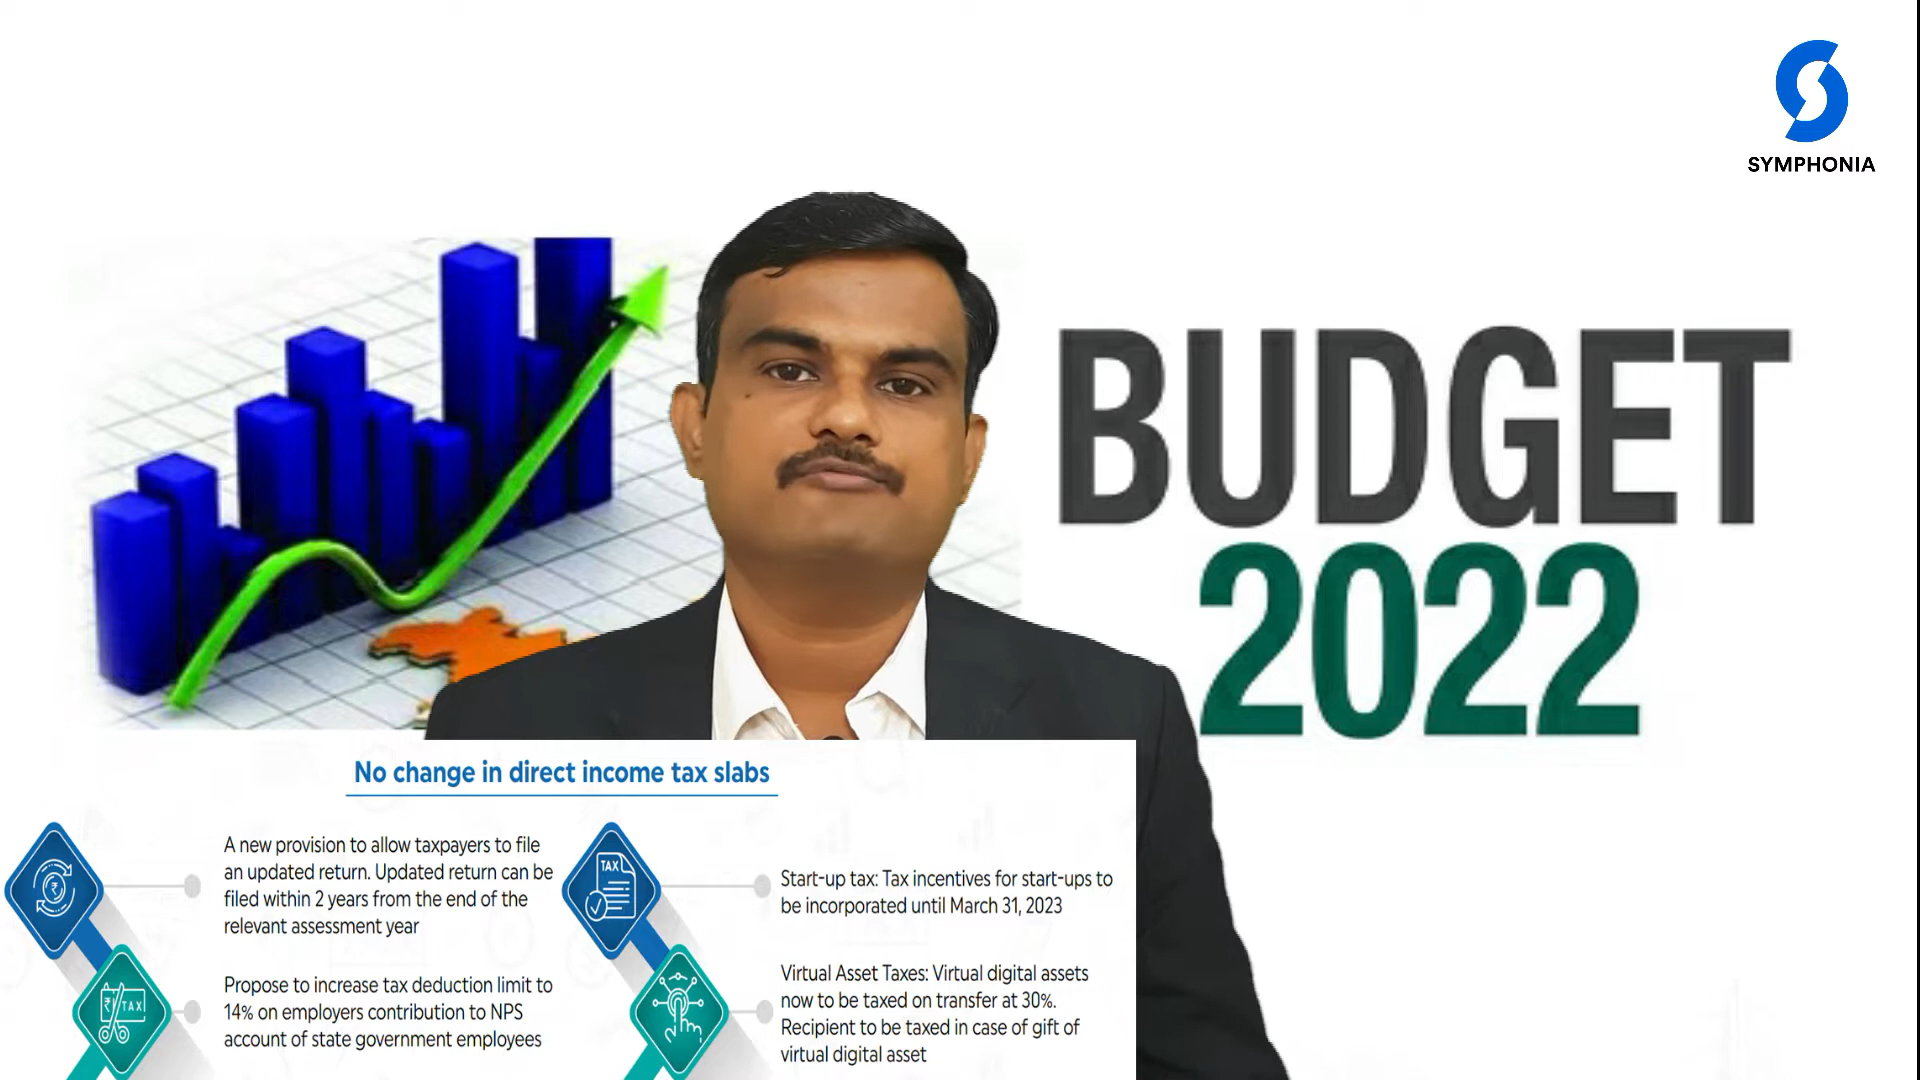 SYMPHONIA
BUDGET
2022
No change in direct income tax slabs
A new provision to allow taxpayers to file
an updated return. Updated return can be
filed within 2 years from the end of the
relevant assessment year
Propose to increase tax deduction limit to
14% on employers contribution to NPS
account of state government employees
TAX
Start-up tax: Tax incentives for start-ups to
be incorporated until March 31, 2023
TAX
Virtual Asset Taxes: Virtual digital assets
now to be taxed on transfer at 30%.
Recipient to be taxed in case of gift of
virtual digital asset